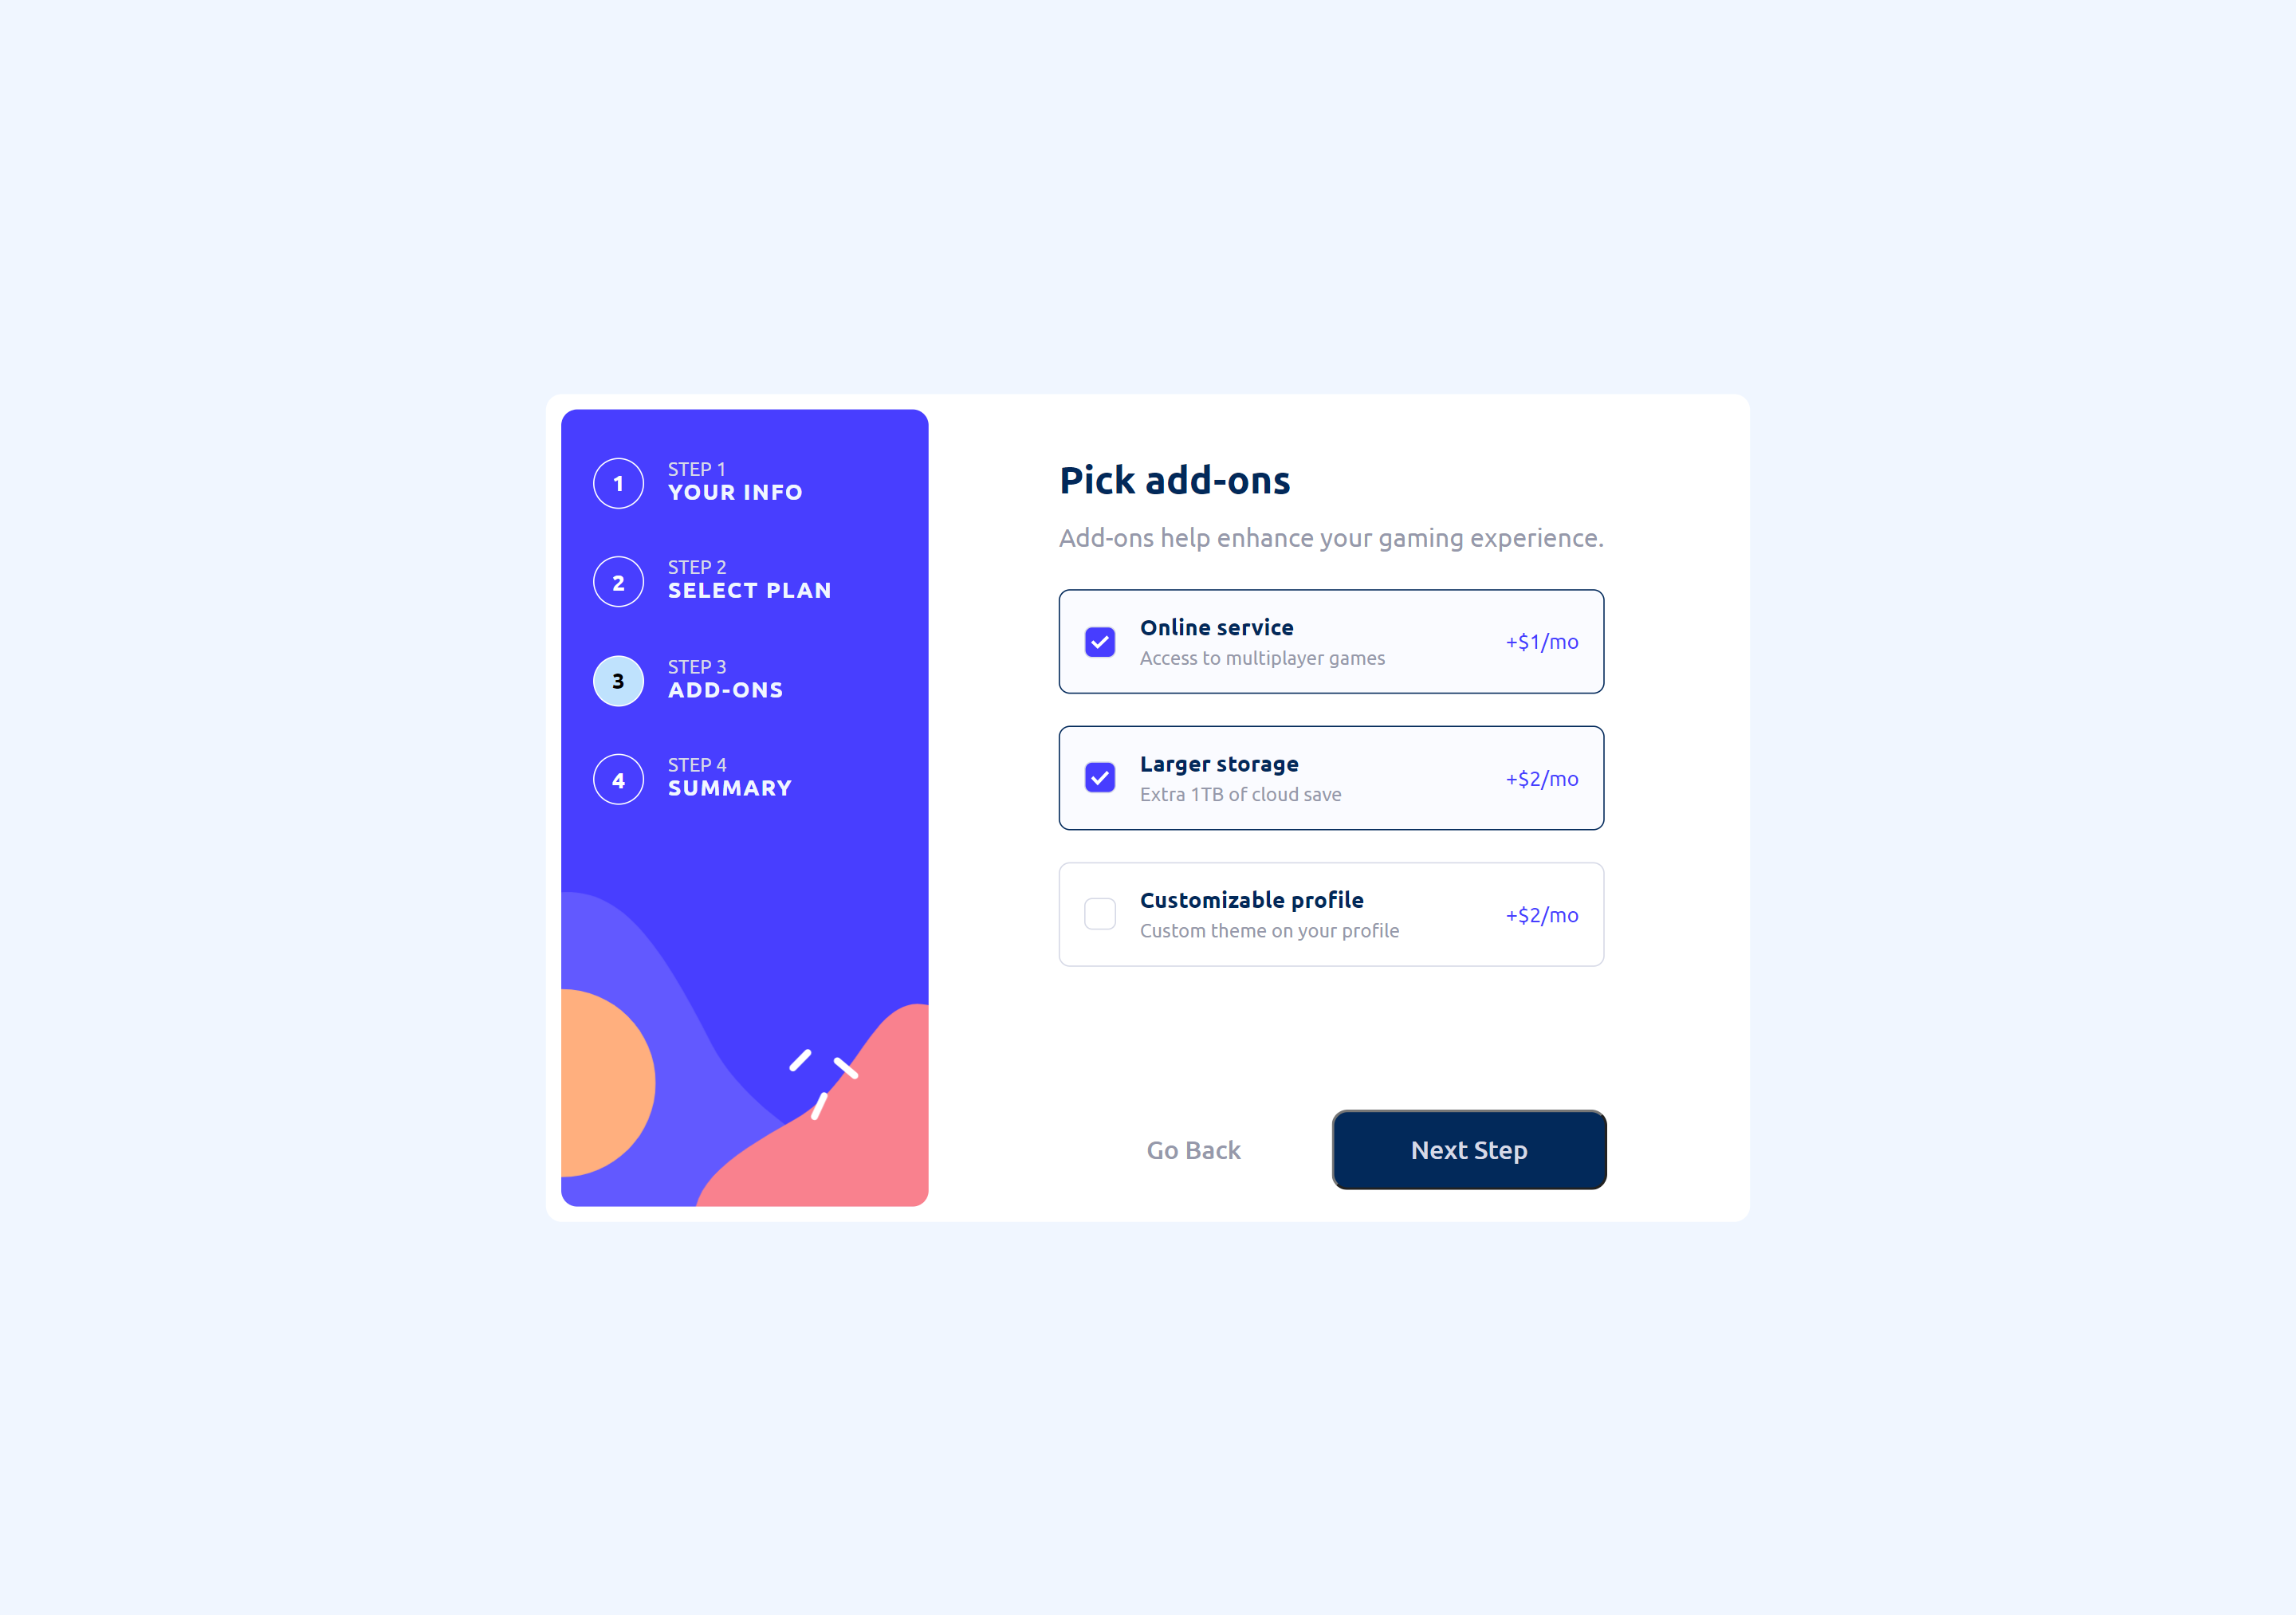 1
STEP 1
YOUR INFO
2
STEP 2
SELECT PLAN
3
STEP 3
ADD-ONS
4
STEP 4
SUMMARY
Pick add-ons
Add-ons help enhance your gaming experience.
Online service
Access to multiplayer games
+$1/mo
Larger storage
Extra 1TB of cloud save
+$2/mo
Customizable profile
Custom theme on your profile
+$2/mo
Go Back
Next Step